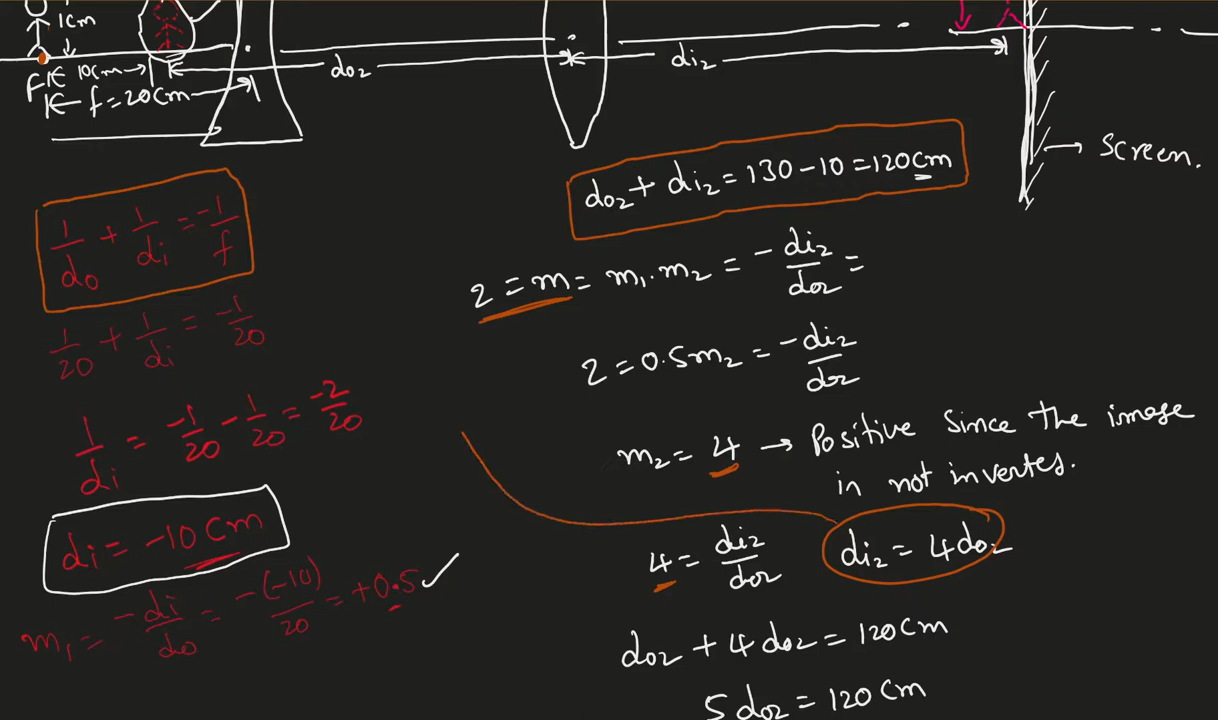 1cm
F 10cm
f = 20cm
do2
di2
→ Screen.
do2 + di2 = 130 - 10 = 120cm
1/do + 1/di = -1/f
1/20 + 1/di = -1/20
1/di = -1/20 - 1/20 = -2/20
di = -10cm
m1 = -di/do = -(-10)/20 = +0.5 ✓
2 = m = m1.m2 = -di2/do2 =
2 = 0.5m2 = -di2/do2
m2 = 4 → Positive since the image
in not invertes.
4 = di2/do2 di2 = 4do2
do2 + 4do2 = 120cm
5do2 = 120cm